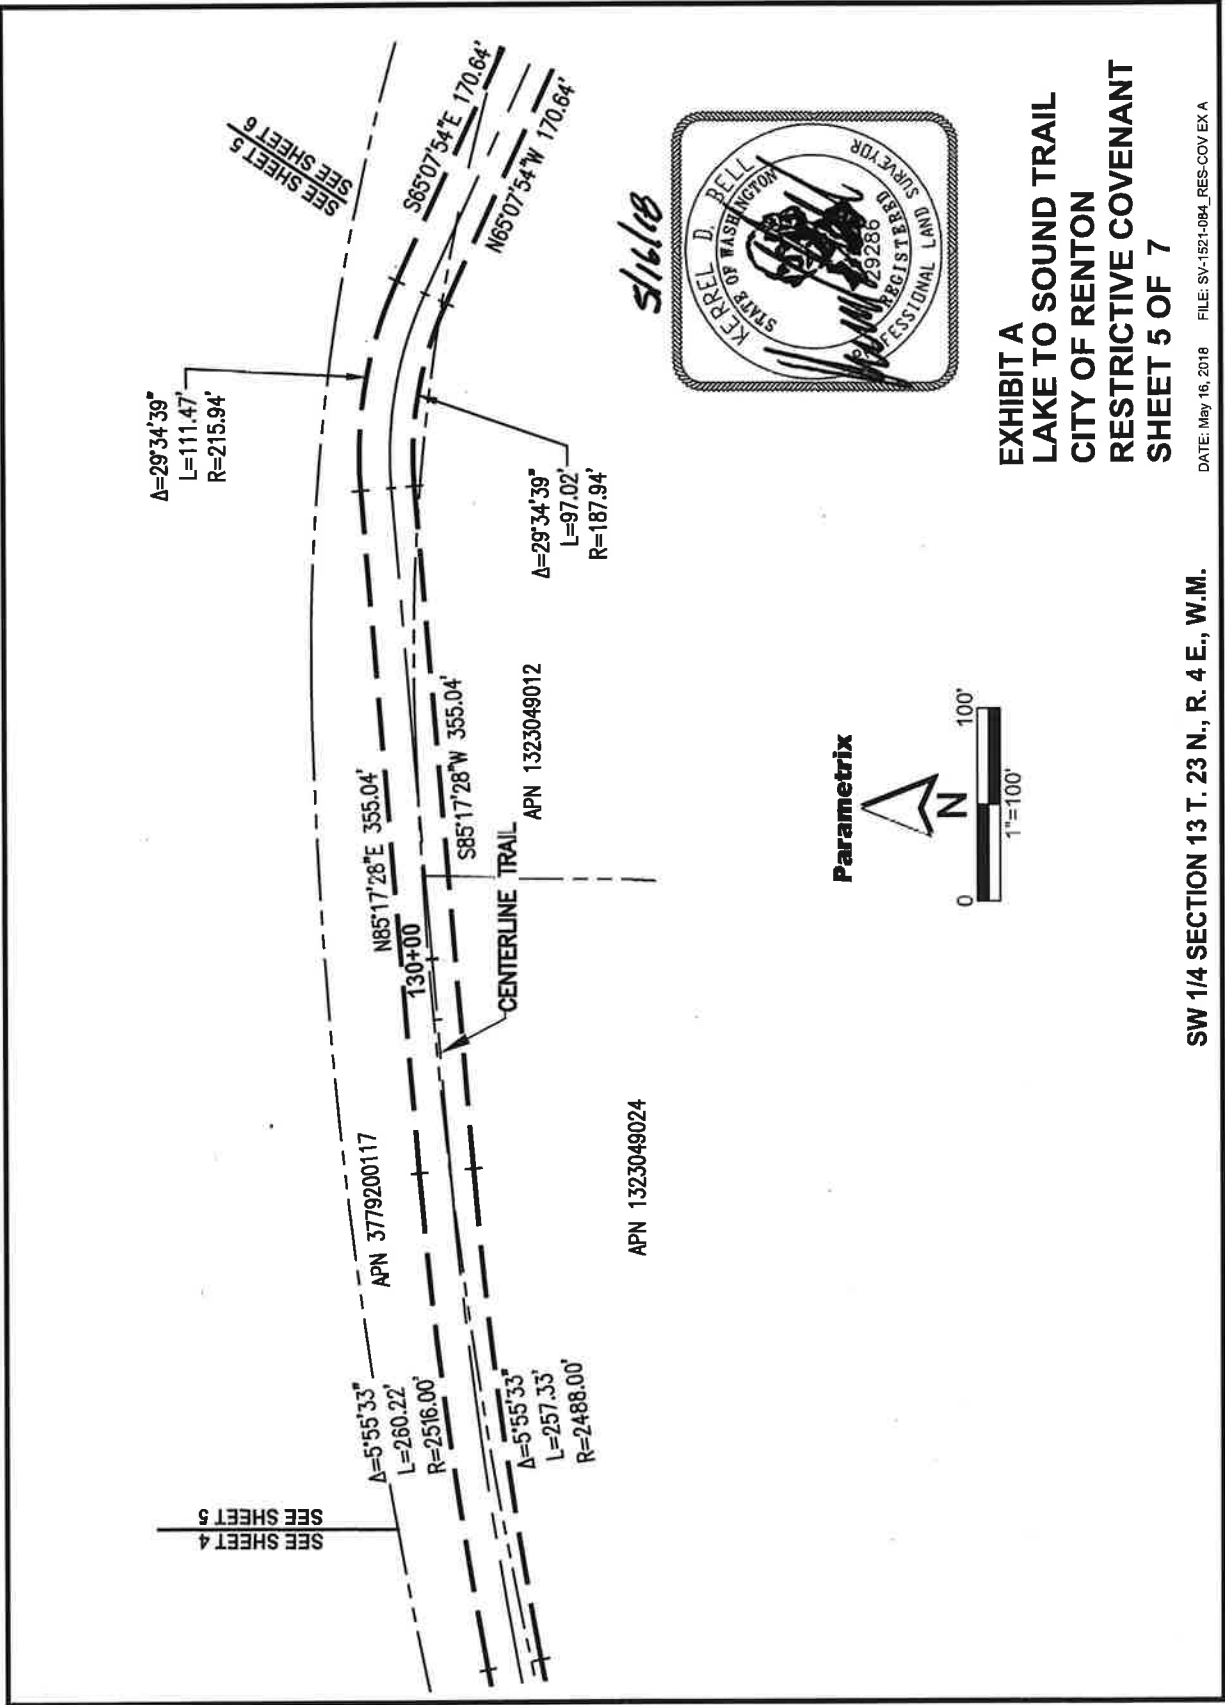 SEE SHEET 4
SEE SHEET 5
Δ=5°55'33"
L=260.22'
R=2516.00'
Δ=5°55'33"
L=257.33'
R=2488.00'
APN 3779200117
APN 1323049024
130+00
N85°17'28"E 355.04'
S85°17'28"W 355.04'
CENTERLINE TRAIL
APN 1323049012
Δ=29°34'39"
L=111.47'
R=215.94'
Δ=29°34'39"
L=97.02'
R=187.94'
SEE SHEET 5
SEE SHEET 6
S65°07'54"E 170.64'
N65°07'54"W 170.64'
5/16/18
KERREL D. BELL
STATE OF WASHINGTON
29286
REGISTERED
FESSIONAL LAND SURVEYOR
Parametrix
N
0 100'
1"=100'
EXHIBIT A
LAKE TO SOUND TRAIL
CITY OF RENTON
RESTRICTIVE COVENANT
SHEET 5 OF 7
SW 1/4 SECTION 13 T. 23 N., R. 4 E., W.M.
DATE: May 16, 2018 FILE: SV-1521-084_RES-COV EX A